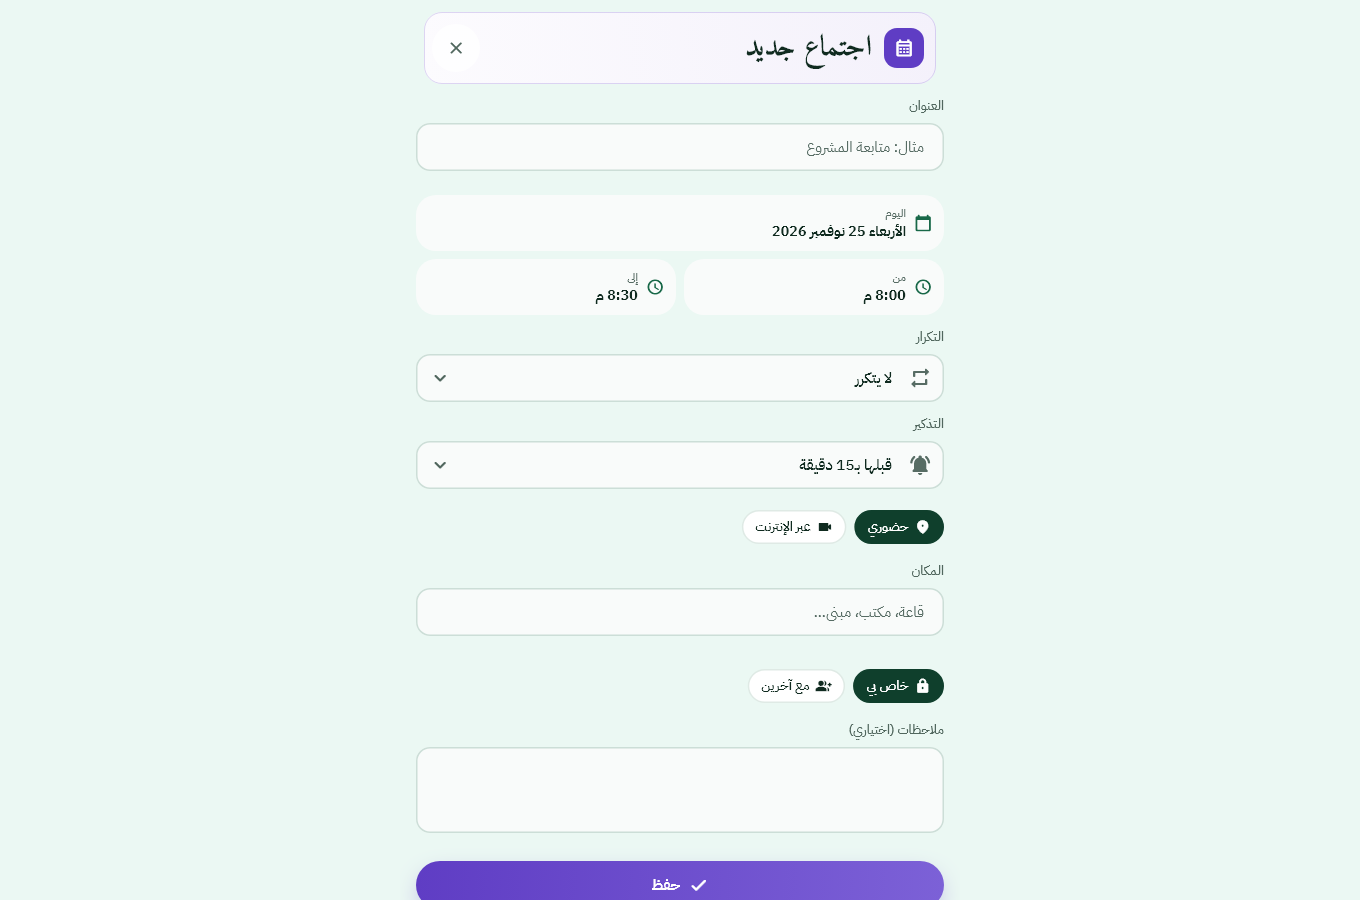 اجتماع جديد
العنوان
مثال: متابعة المشروع
اليوم
الأربعاء 25 نوفمبر 2026
من
8:00 م
إلى
8:30 م
التكرار
لا يتكرر
التذكير
قبلها بـ15 دقيقة
حضوري
عبر الإنترنت
المكان
قاعة، مكتب، مبنى...
خاص بي
مع آخرين
ملاحظات (اختياري)
حفظ